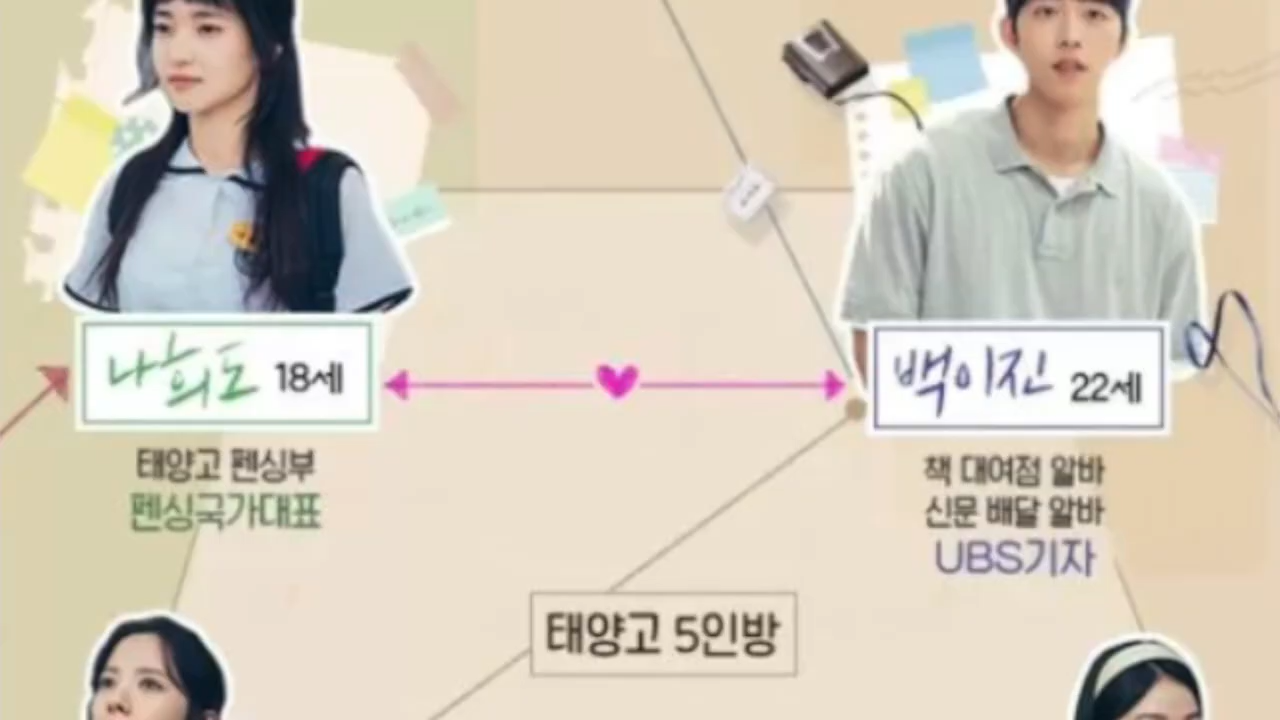 나희도 18세
백이진 22세
태양고 펜싱부
펜싱국가대표
책 대여점 알바
신문 배달 알바
UBS기자
태양고 5인방